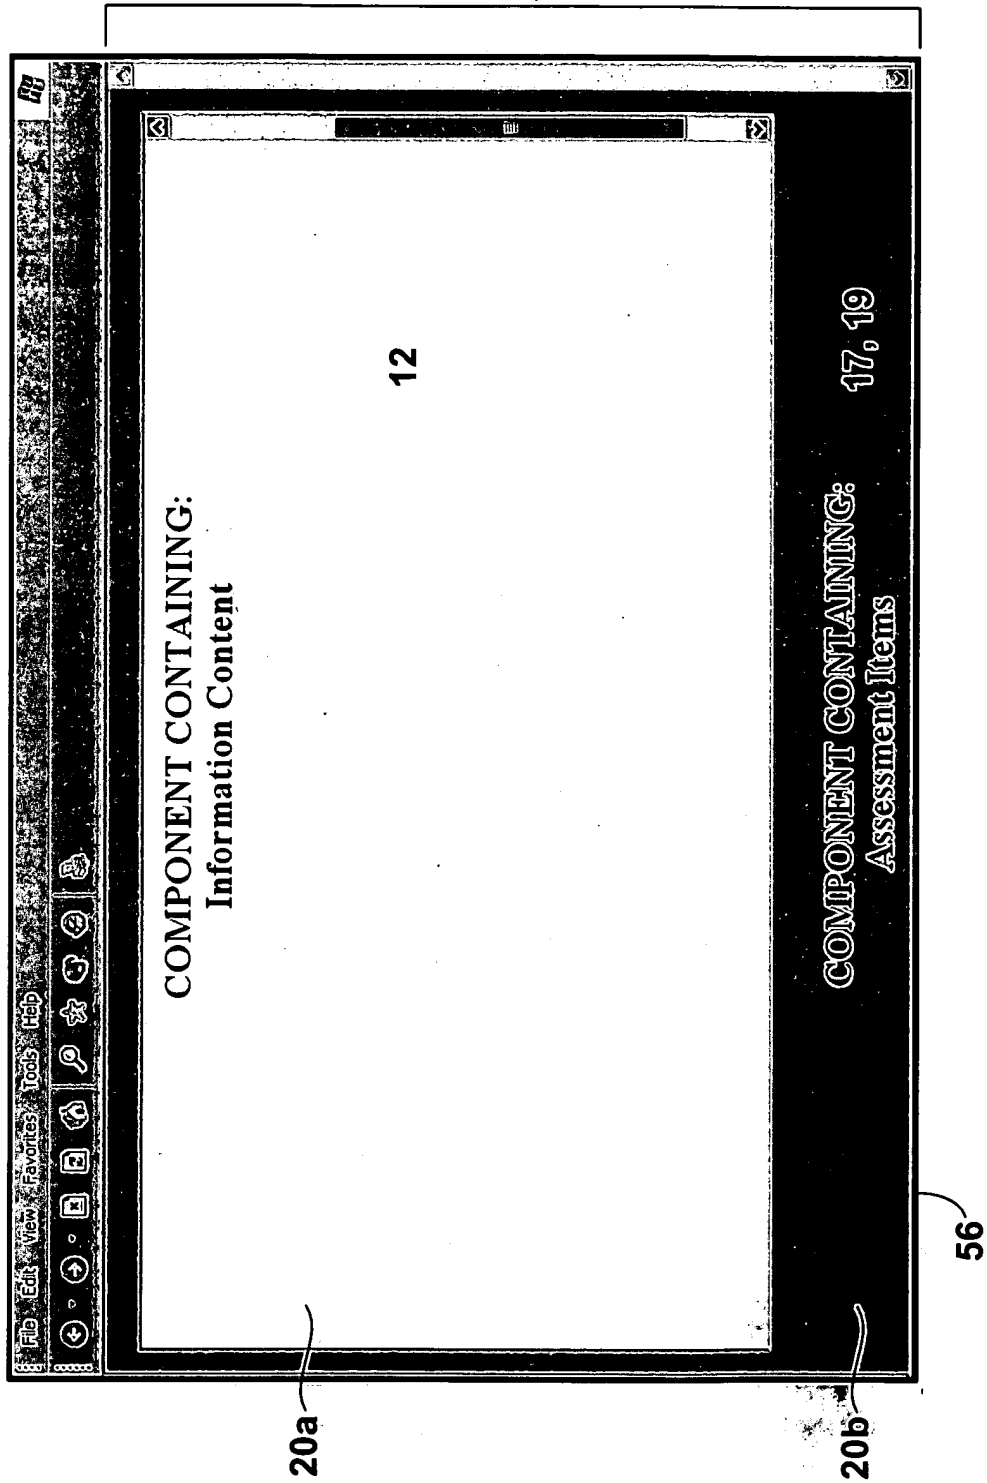 File Edit View Favorites Tools Help
COMPONENT CONTAINING:
Information Content
12
20a
COMPONENT CONTAINING:
Assessment Items
17, 19
20b
56